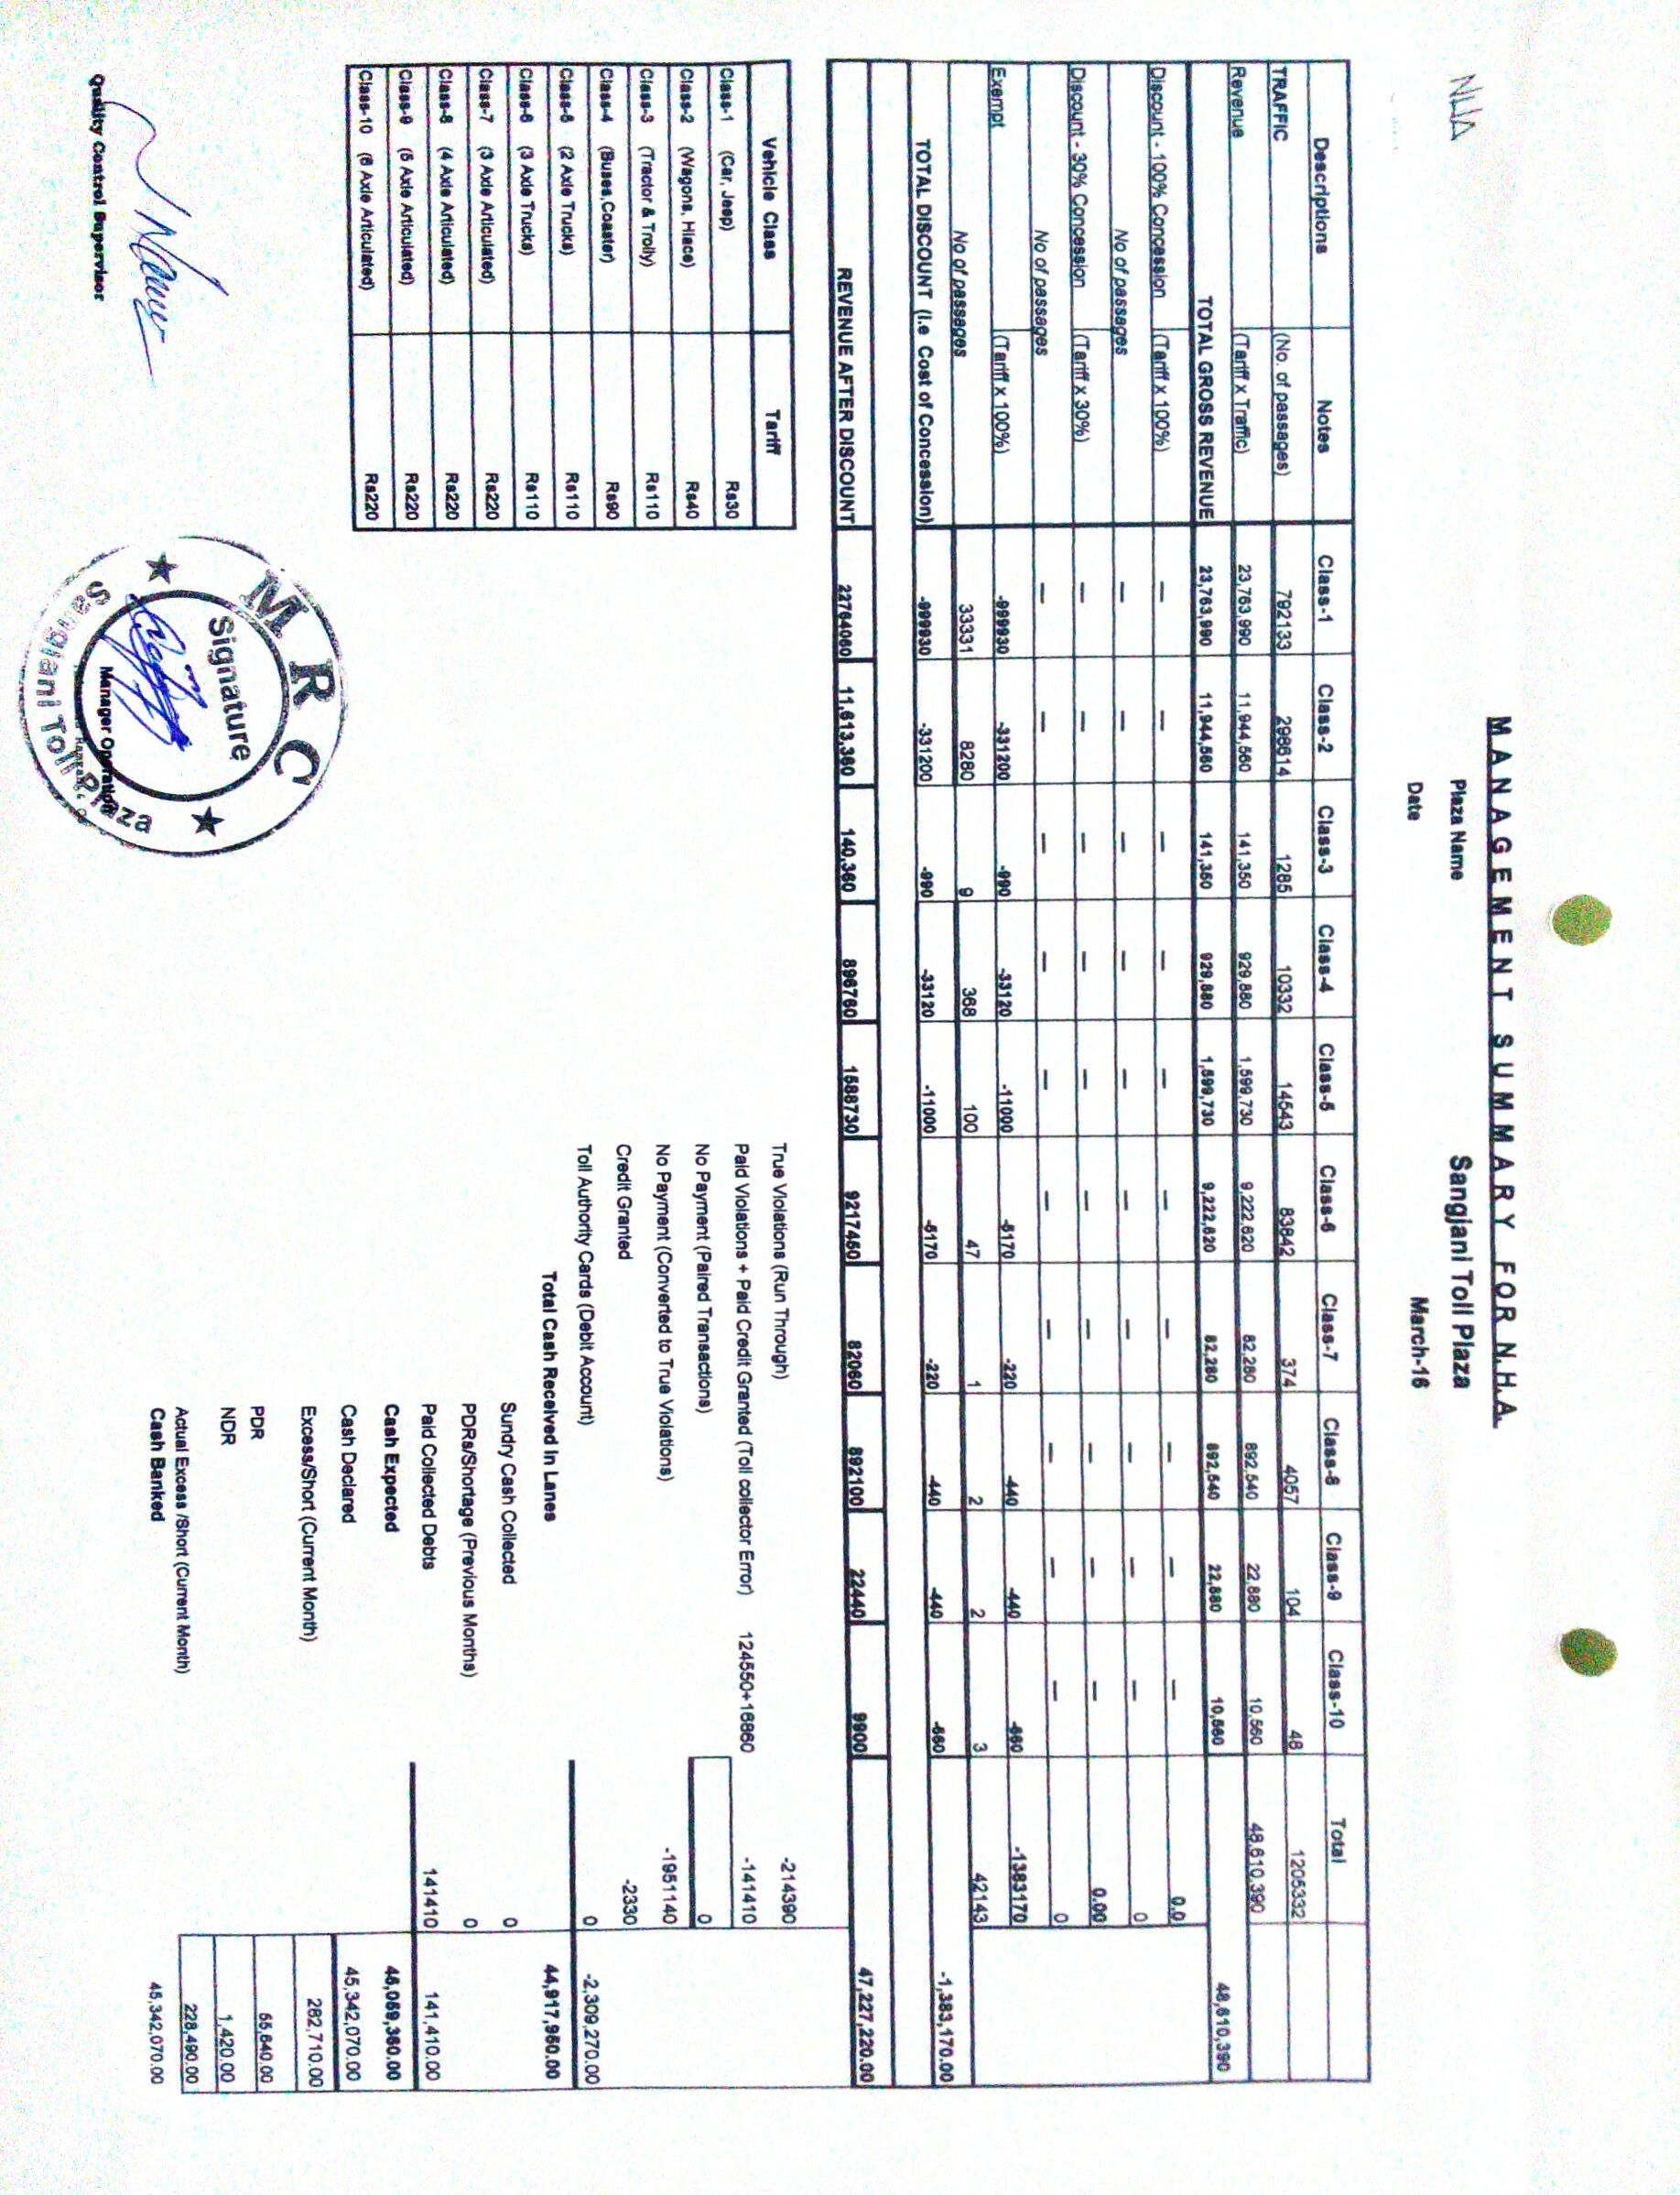 MANAGEMENT SUMMARY FOR N.H.A.
NHA
Plaza Name Sangjani Toll Plaza
Date March-16
Descriptions Notes Class-1 Class-2 Class-3 Class-4 Class-5 Class-6 Class-7 Class-8 Class-9 Class-10 Total
TRAFFIC (No. of passages) 792133 298614 1285 10332 14543 83842 374 4057 104 48 1205332
Revenue (Tariff x Traffic) 23,763,990 11,944,560 141,350 929,880 1,599,730 9,222,620 82,280 892,540 22,880 10,560 48,610,390
TOTAL GROSS REVENUE 23,763,990 11,944,560 141,350 929,880 1,599,730 9,222,620 82,280 892,540 22,880 10,560 48,610,390
Discount - 100% Concession (Tariff x 100%) — — — — — — — — — — 0.0
No of passages — — — — — — — — — — 0
Discount - 30% Concession (Tariff x 30%) — — — — — — — — — — 0.00
No of passages — — — — — — — — — — 0
Exempt (Tariff x 100%) -999930 -331200 -990 -33120 -11000 -5170 -220 -440 -440 -660 -1383170
No of passages 33331 8280 9 368 100 47 1 2 2 3 42143
TOTAL DISCOUNT (i.e Cost of Concession) -999930 -331200 -990 -33120 -11000 -5170 -220 -440 -440 -660 -1,383,170.00
REVENUE AFTER DISCOUNT 22764060 11,613,360 140,360 896760 1588730 9217450 82060 892100 22440 9900 47,227,220.00
Vehicle Class Tariff
Class-1 (Car, Jeep) Rs30
Class-2 (Wagons, Hiace) Rs40
Class-3 (Tractor & Trolly) Rs110
Class-4 (Buses,Coaster) Rs90
Class-5 (2 Axle Trucks) Rs110
Class-6 (3 Axle Trucks) Rs110
Class-7 (3 Axle Articulated) Rs220
Class-8 (4 Axle Articulated) Rs220
Class-9 (5 Axle Articulated) Rs220
Class-10 (6 Axle Articulated) Rs220
True Violations (Run Through) -214390
Paid Violations + Paid Credit Granted (Toll collector Error) 124550+16860 -141410
No Payment (Paired Transactions) 0
No Payment (Converted to True Violations) -1951140
Credit Granted -2330
Toll Authority Cards (Debit Account) 0 -2,309,270.00
Total Cash Received In Lanes 44,917,950.00
Sundry Cash Collected 0
PDRs/Shortage (Previous Months) 0
Paid Collected Debts 141410 141,410.00
Cash Expected 45,059,360.00
Cash Declared 45,342,070.00
Excess/Short (Current Month) 282,710.00
PDR 55,640.00
NDR 1,420.00
Actual Excess /Short (Current Month) 228,490.00
Cash Banked 45,342,070.00
Quality Control Supervisor
MRC
Signature
Manager Operation
Sangjani Toll Plaza